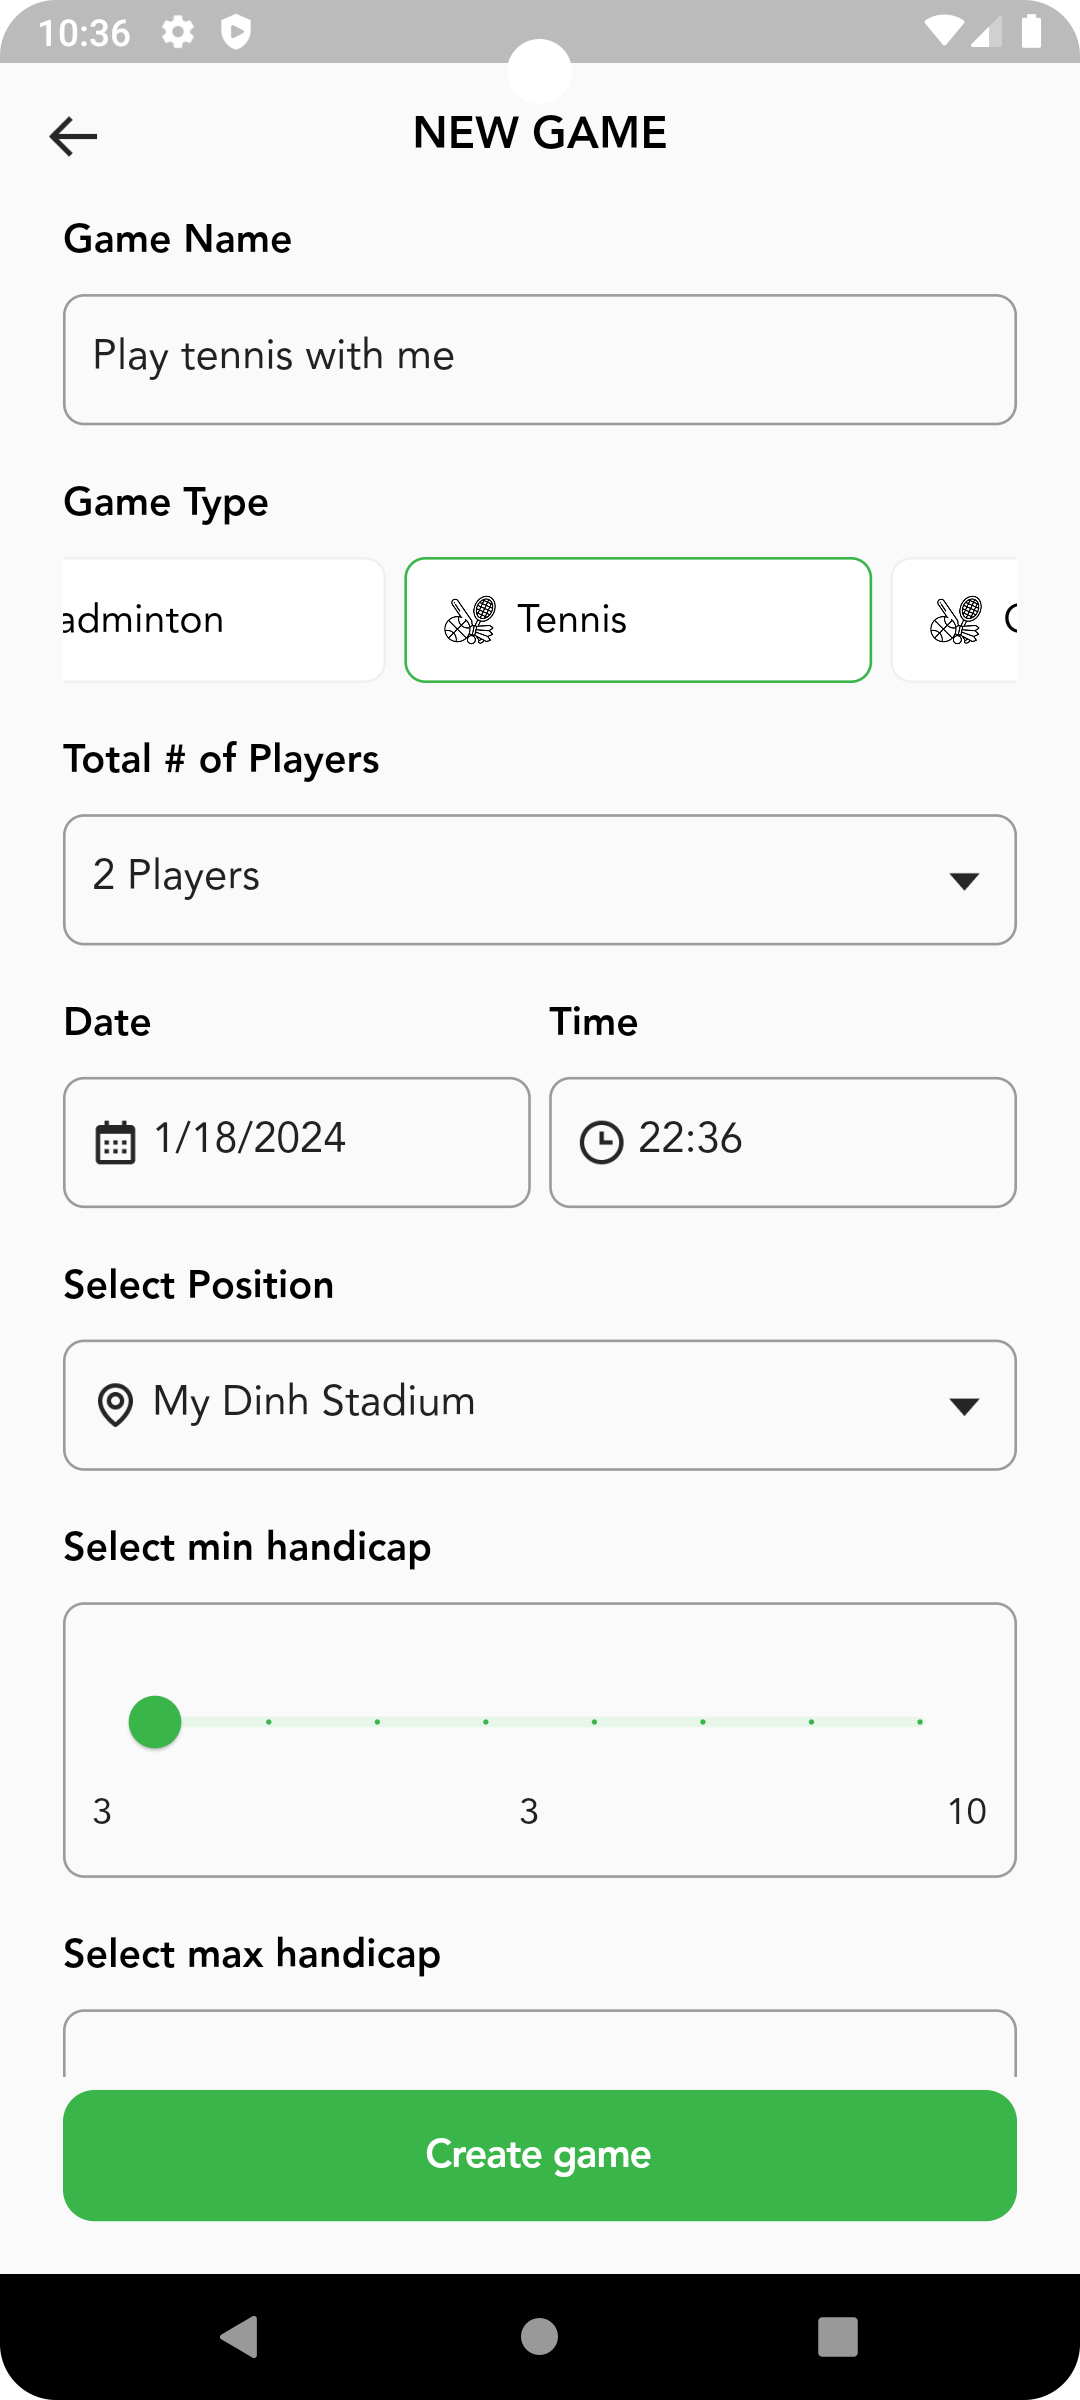 10:36
NEW GAME
Game Name
Play tennis with me
Game Type
adminton
Tennis
Total # of Players
2 Players
Date
Time
1/18/2024
22:36
Select Position
My Dinh Stadium
Select min handicap
3
3
10
Select max handicap
Create game